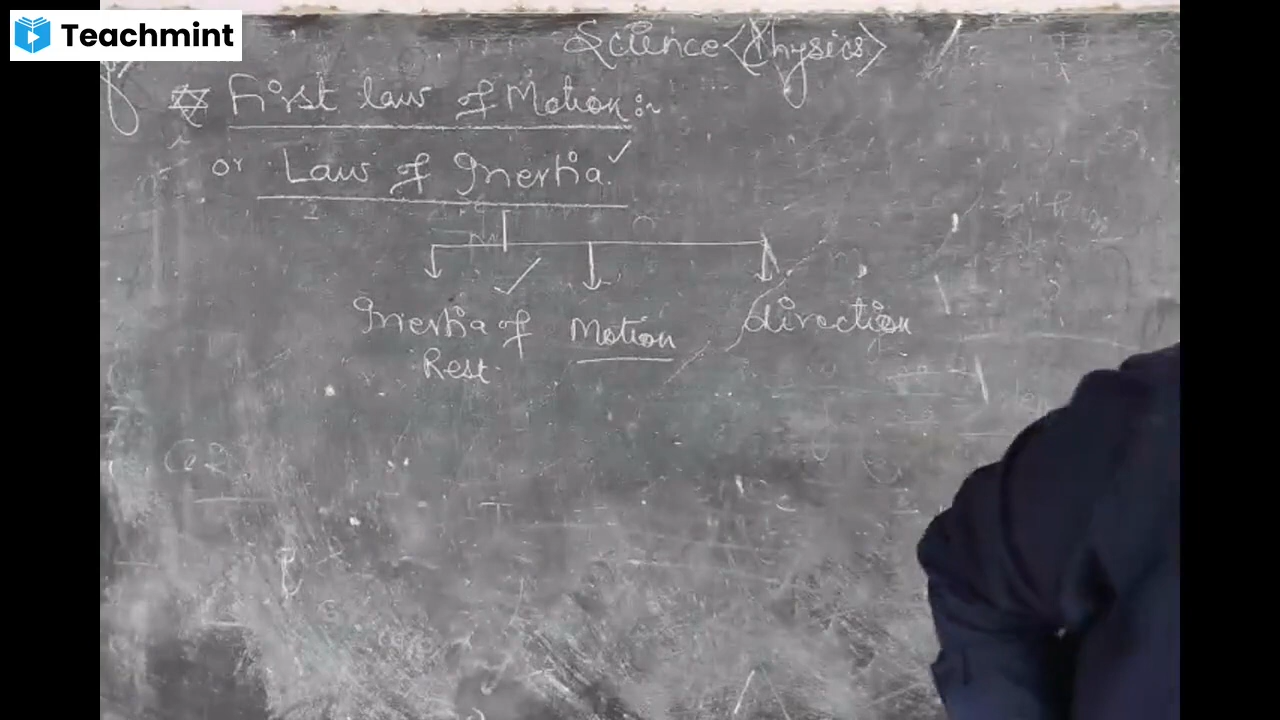 Teachmint
Science <Physics>
First law of Motion :-
or Law of Inertia.
Inertia of Motion direction
Rest.